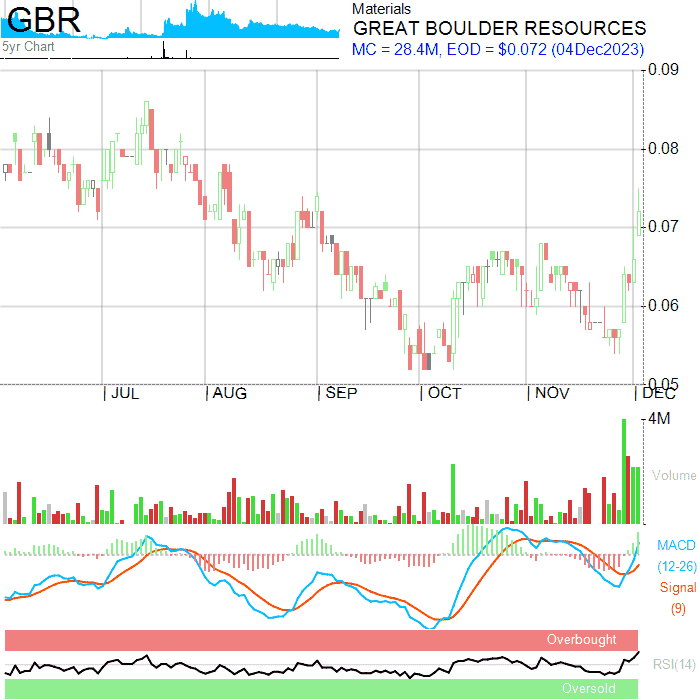 GBR
5yr Chart
Materials
GREAT BOULDER RESOURCES
MC = 28.4M, EOD = $0.072 (04Dec2023)
0.09
0.08
0.07
0.06
0.05
JUL AUG SEP OCT NOV DEC
4M
Volume
MACD
(12-26)
Signal
(9)
Overbought
RSI(14)
Oversold